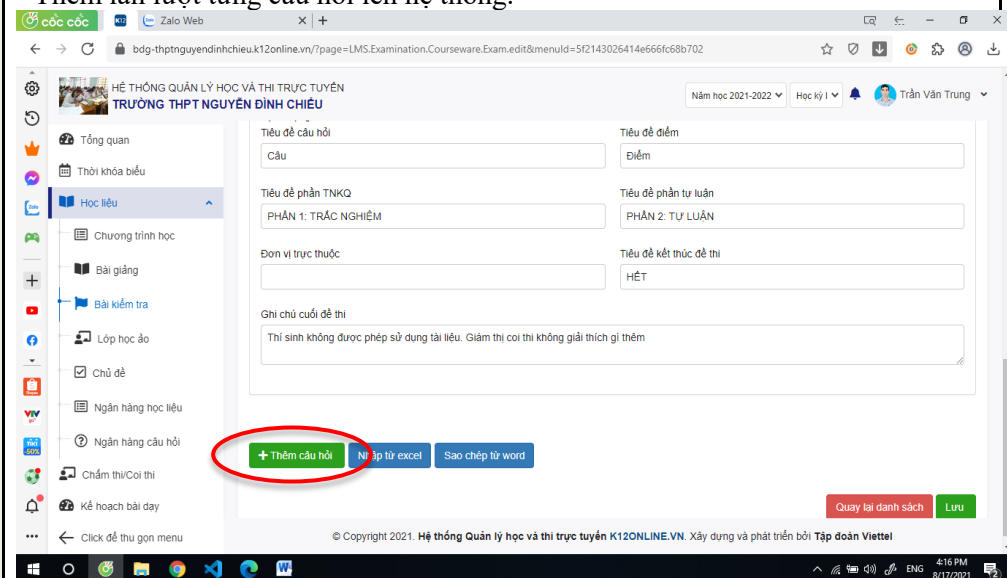 Thêm lần lượt từng câu hỏi lên hệ thống.
cốc cốc K12 Zalo Web
bdg-thptnguyendinhchieu.k12online.vn/?page=LMS.Examination.Courseware.Exam.edit&menuId=5f2143026414e666fc68b702
HỆ THỐNG QUẢN LÝ HỌC VÀ THI TRỰC TUYẾN
TRƯỜNG THPT NGUYỄN ĐÌNH CHIỂU
Năm học 2021-2022 Học kỳ I Trần Văn Trung
Tổng quan
Thời khóa biểu
Học liệu
Chương trình học
Bài giảng
Bài kiểm tra
Lớp học ảo
Chủ đề
Ngân hàng học liệu
Ngân hàng câu hỏi
Chấm thi/Coi thi
Kế hoạch bài dạy
Click để thu gọn menu
Tiêu đề câu hỏi Tiêu đề điểm
Câu Điểm
Tiêu đề phần TNKQ Tiêu đề phần tự luận
PHẦN 1: TRẮC NGHIỆM PHẦN 2: TỰ LUẬN
Đơn vị trực thuộc Tiêu đề kết thúc đề thi
HẾT
Ghi chú cuối đề thi
Thí sinh không được phép sử dụng tài liệu. Giám thị coi thi không giải thích gì thêm
+ Thêm câu hỏi Nhập từ excel Sao chép từ word
Quay lại danh sách Lưu
© Copyright 2021. Hệ thống Quản lý học và thi trực tuyến K12ONLINE.VN. Xây dựng và phát triển bởi Tập đoàn Viettel
ENG 4:16 PM
8/17/2021